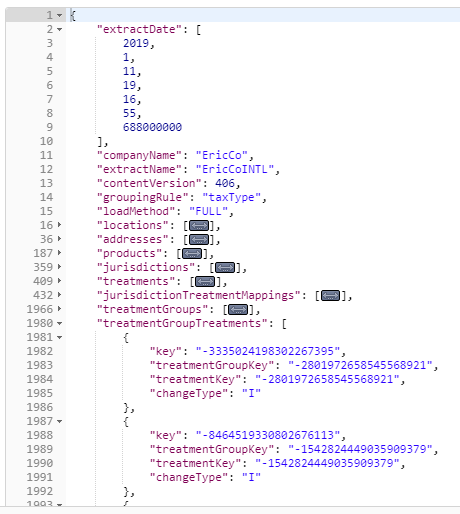 1 {
2 "extractDate": [
3 2019,
4 1,
5 11,
6 19,
7 16,
8 55,
9 688000000
10 ],
11 "companyName": "EricCo",
12 "extractName": "EricCoINTL",
13 "contentVersion": 406,
14 "groupingRule": "taxType",
15 "loadMethod": "FULL",
16 "locations": [],
36 "addresses": [],
187 "products": [],
359 "jurisdictions": [],
409 "treatments": [],
432 "jurisdictionTreatmentMappings": [],
1966 "treatmentGroups": [],
1980 "treatmentGroupTreatments": [
1981 {
1982 "key": "-3335024198302267395",
1983 "treatmentGroupKey": "-2801972658545568921",
1984 "treatmentKey": "-2801972658545568921",
1985 "changeType": "I"
1986 },
1987 {
1988 "key": "-8464519330802676113",
1989 "treatmentGroupKey": "-1542824449035909379",
1990 "treatmentKey": "-1542824449035909379",
1991 "changeType": "I"
1992 },
1993 {